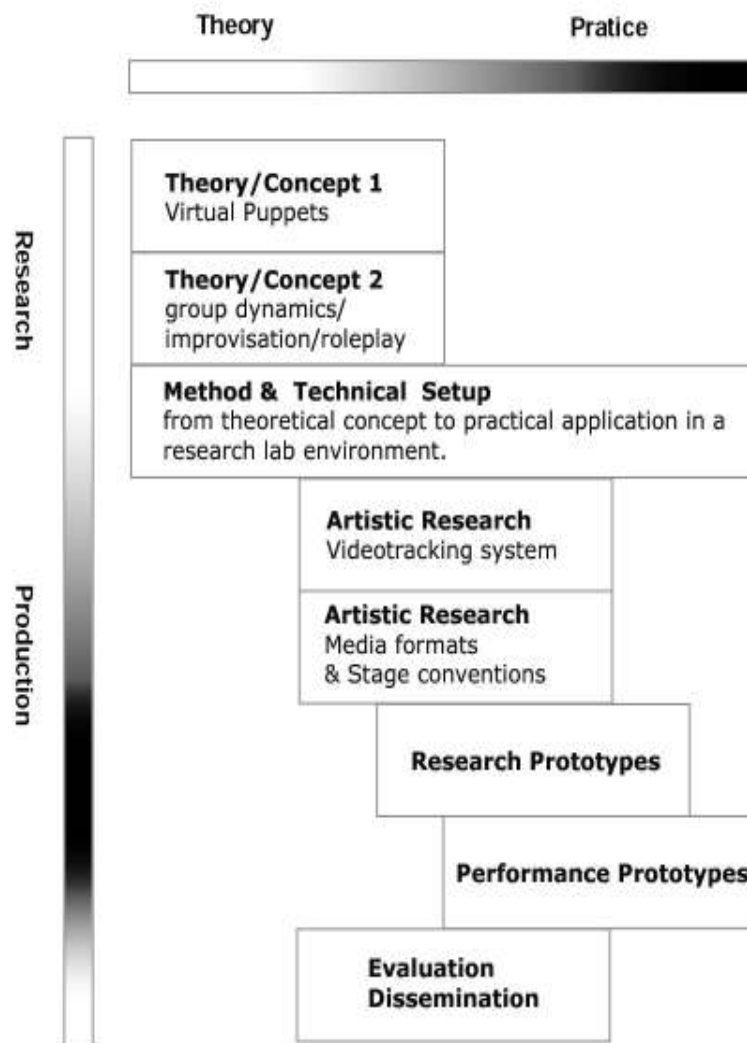 Theory
Pratice
Research
Production
Theory/Concept 1
Virtual Puppets
Theory/Concept 2
group dynamics/
improvisation/roleplay
Method & Technical Setup
from theoretical concept to practical application in a
research lab environment.
Artistic Research
Videotracking system
Artistic Research
Media formats
& Stage conventions
Research Prototypes
Performance Prototypes
Evaluation
Dissemination